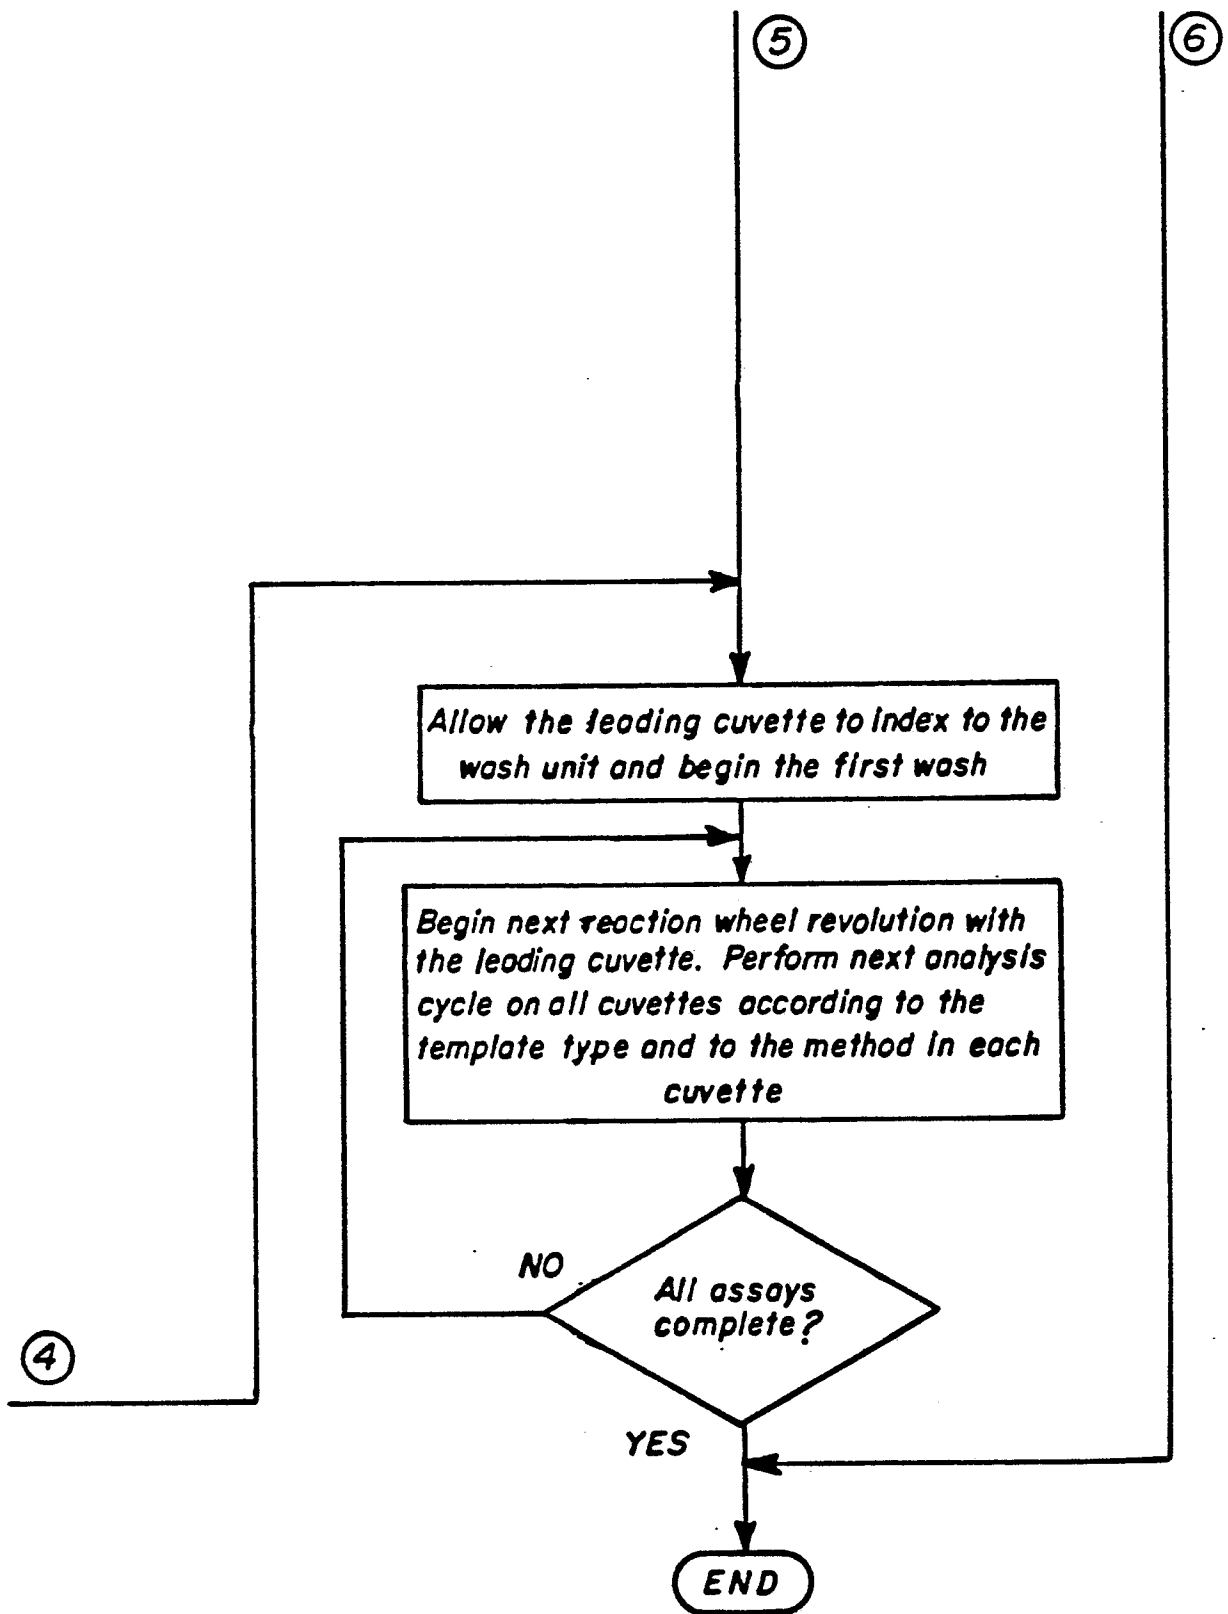 5
6
Allow the leading cuvette to index to the
wash unit and begin the first wash
Begin next reaction wheel revolution with
the leading cuvette. Perform next analysis
cycle on all cuvettes according to the
template type and to the method in each
cuvette
NO
All assays
complete?
4
YES
END